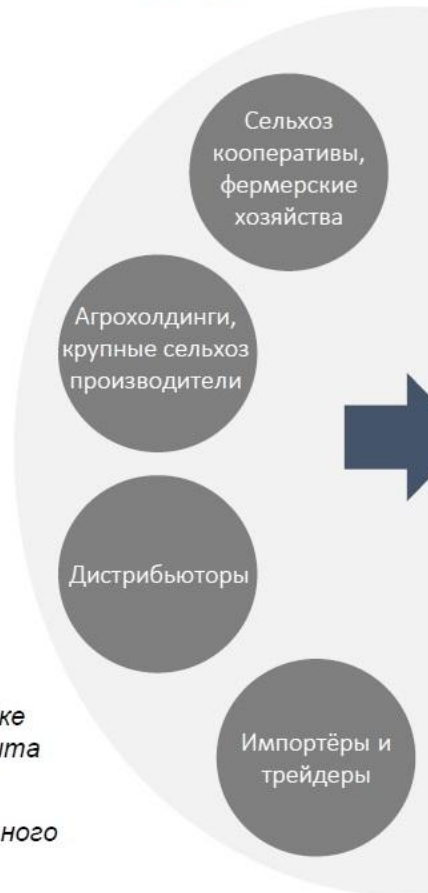 Сельхоз
кооперативы,
фермерские
хозяйства
Агрохолдинги,
крупные сельхоз
производители
Дистрибьюторы
Импортёры и
трейдеры